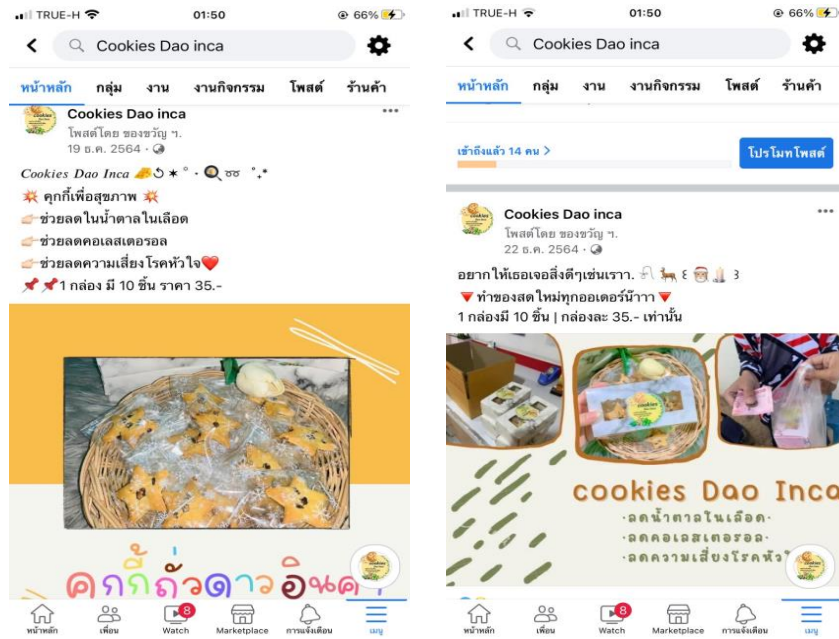 TRUE-H
01:50
66%
Cookies Dao inca
หน้าหลัก กลุ่ม งาน งานกิจกรรม โพสต์ ร้านค้า
Cookies Dao inca
โพสต์โดย ของขวัญ ฯ.
19 ธ.ค. 2564
Cookies Dao Inca
คุกกี้เพื่อสุขภาพ
ช่วยลดในน้ำตาลในเลือด
ช่วยลดคอเลสเตอรอล
ช่วยลดความเสี่ยงโรคหัวใจ
1 กล่อง มี 10 ชิ้น ราคา 35.-
คุกกี้ถั่วดาวอินคา
หน้าหลัก เพื่อน Watch Marketplace การแจ้งเตือน เมนู
8
TRUE-H
01:50
66%
Cookies Dao inca
หน้าหลัก กลุ่ม งาน งานกิจกรรม โพสต์ ร้านค้า
เข้าถึงแล้ว 14 คน >
โปรโมทโพสต์
Cookies Dao inca
โพสต์โดย ของขวัญ ฯ.
22 ธ.ค. 2564
อยากให้เธอเจอสิ่งดีๆเช่นเราา.
ทำของสดใหม่ทุกออเดอร์น๊าาา
1 กล่องมี 10 ชิ้น | กล่องละ 35.- เท่านั้น
cookies
cookies Dao Inca
·ลดน้ำตาลในเลือด·
·ลดคอเลสเตอรอล·
·ลดความเสี่ยงโรคหัวใจ
หน้าหลัก เพื่อน Watch Marketplace การแจ้งเตือน เมนู
8